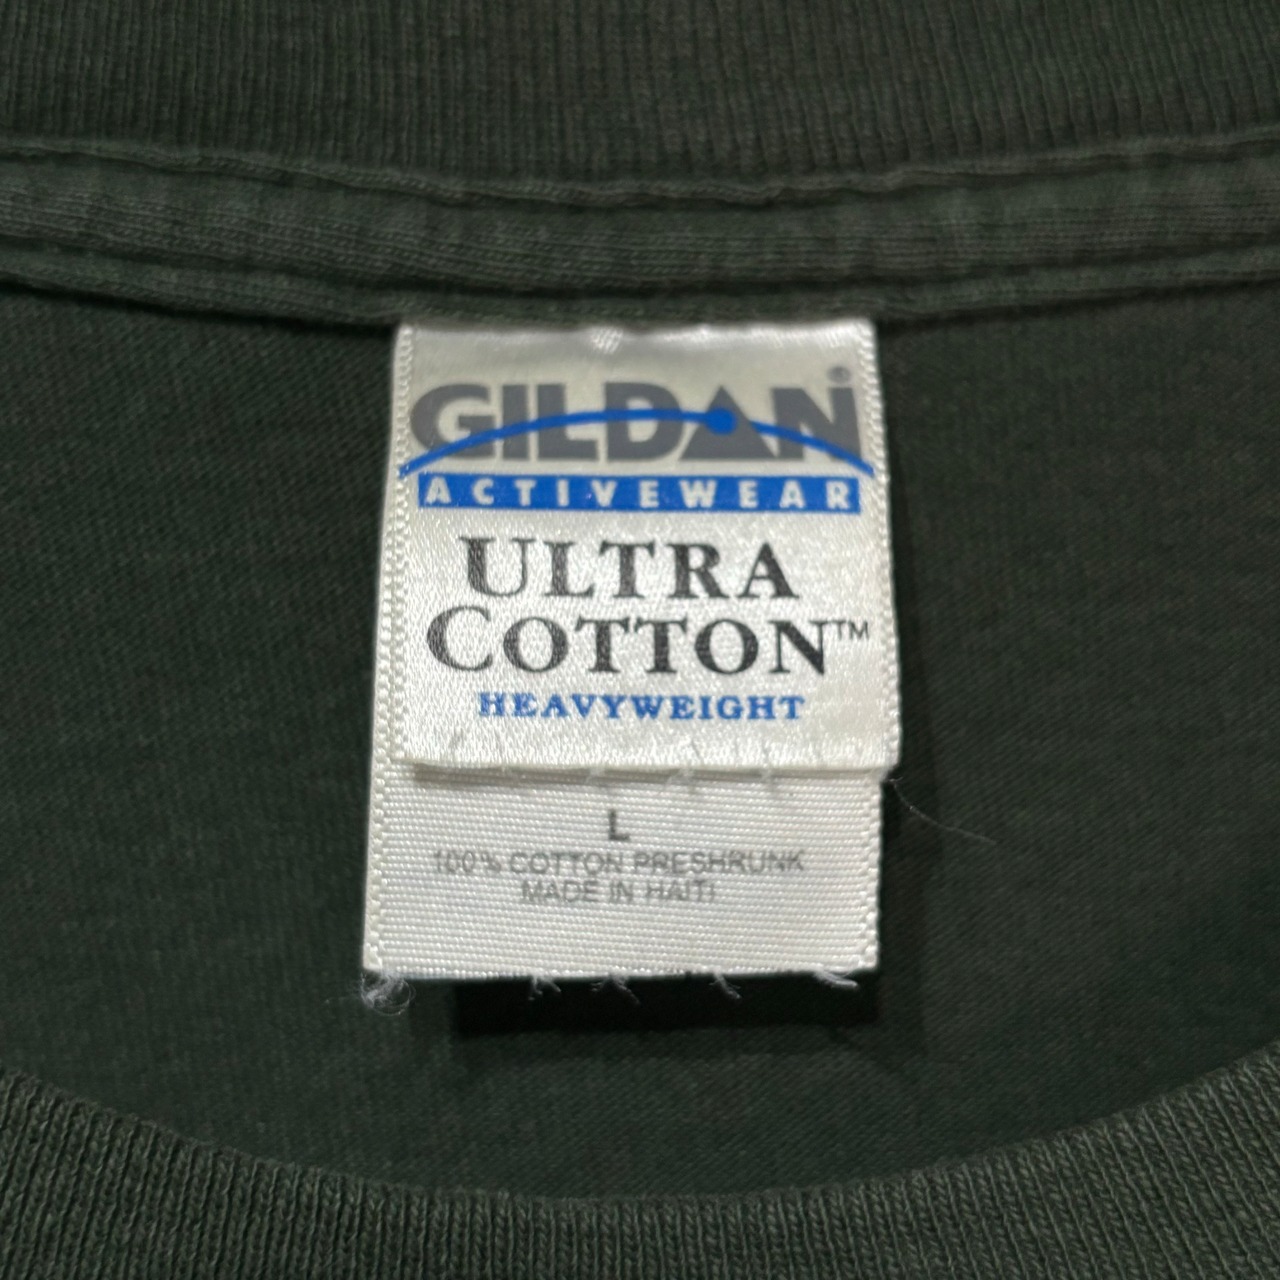 GILDAN®
ACTIVEWEAR
ULTRA
COTTON™
HEAVYWEIGHT
L
100% COTTON PRESHRUNK
MADE IN HAITI